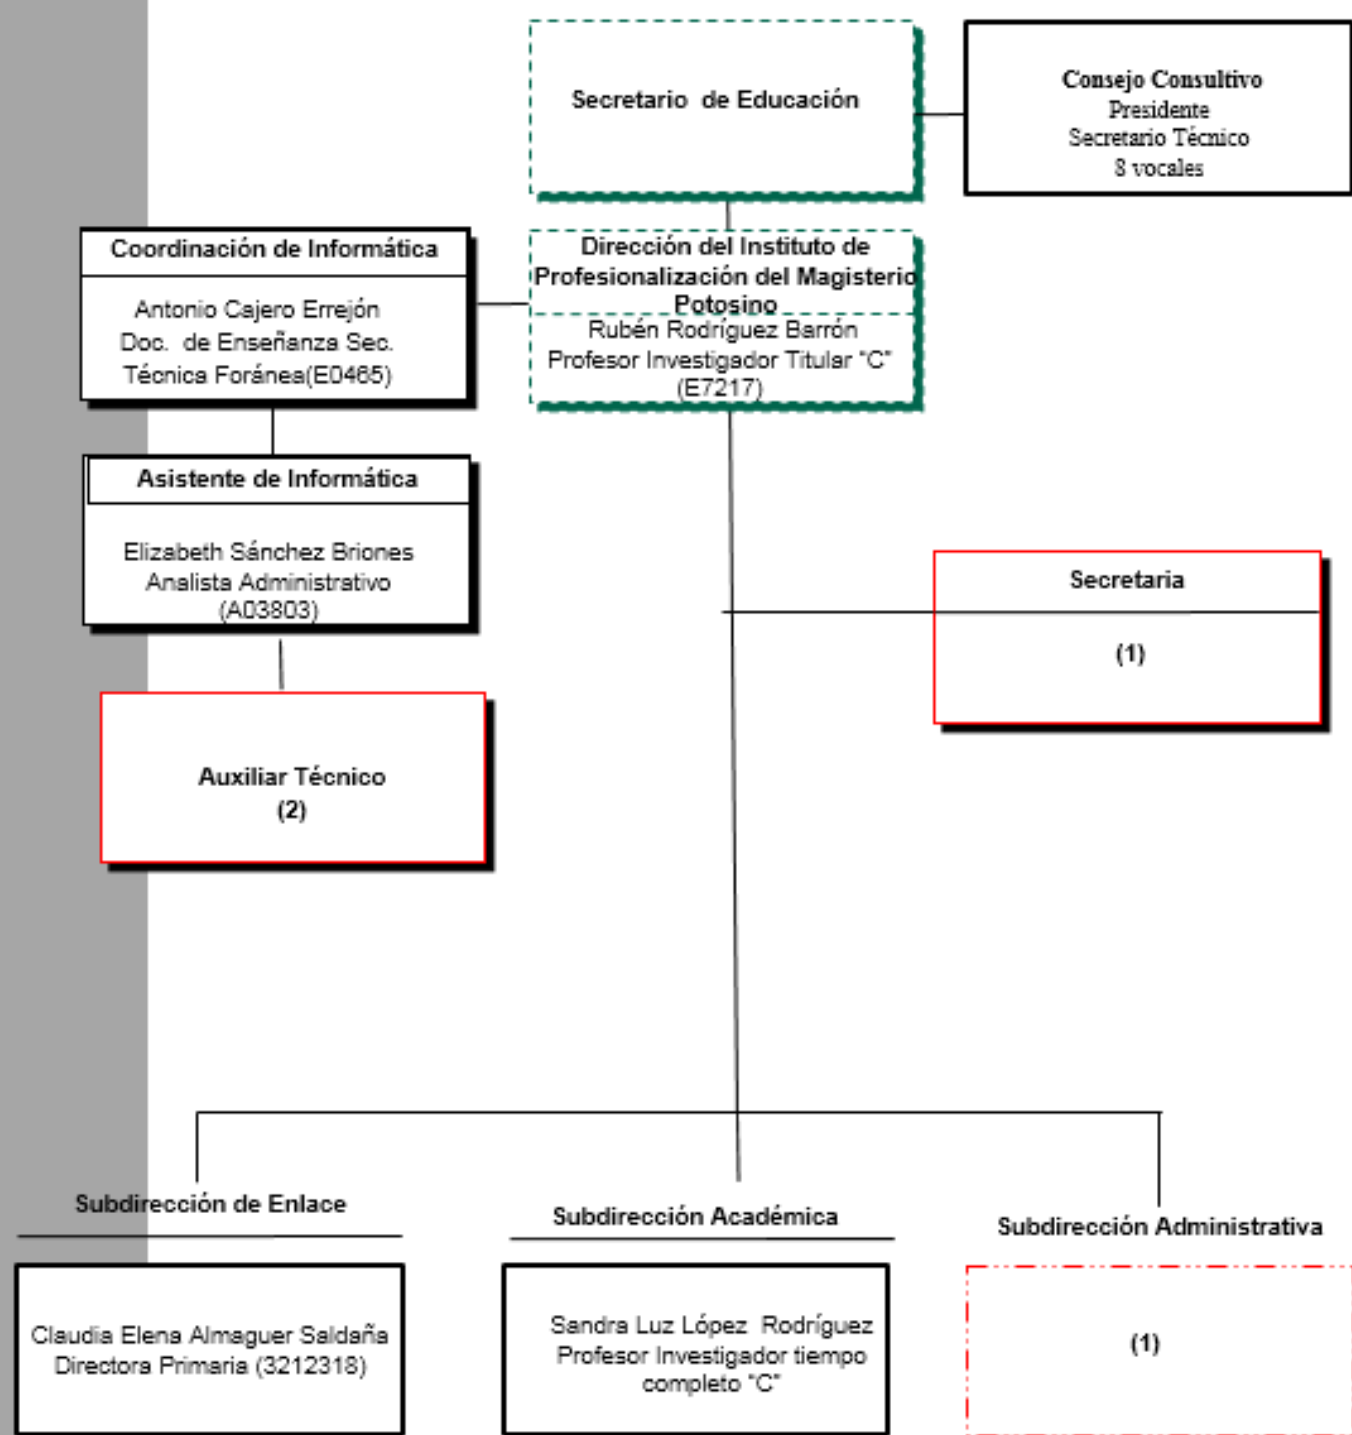 Secretario de Educación
Consejo Consultivo
Presidente
Secretario Técnico
8 vocales
Coordinación de Informática
Antonio Cajero Errejón
Doc. de Enseñanza Sec.
Técnica Foránea(E0465)
Dirección del Instituto de
Profesionalización del Magisterio
Potosino
Rubén Rodríguez Barrón
Profesor Investigador Titular "C"
(E7217)
Asistente de Informática
Elizabeth Sánchez Briones
Analista Administrativo
(A03803)
Secretaria
(1)
Auxiliar Técnico
(2)
Subdirección de Enlace
Claudia Elena Almaguer Saldaña
Directora Primaria (3212318)
Subdirección Académica
Sandra Luz López Rodríguez
Profesor Investigador tiempo
completo "C"
Subdirección Administrativa
(1)